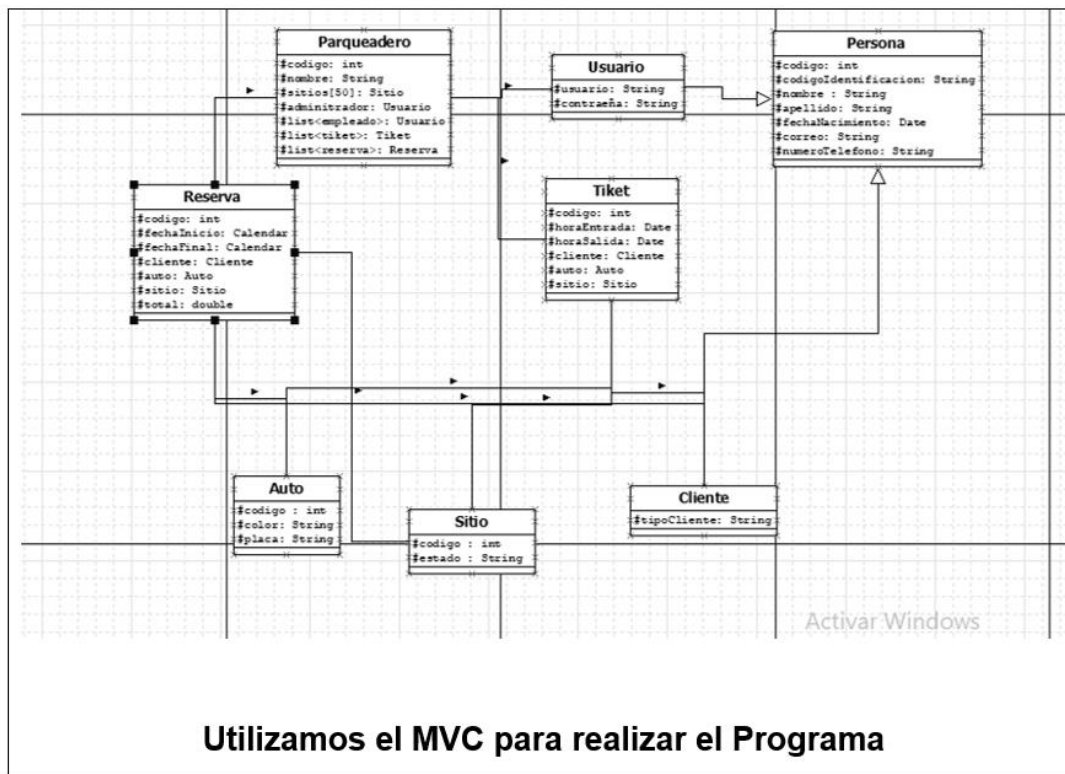 Parqueadero
#codigo: int
#nombre: String
#sitios[50]: Sitio
#adminitrador: Usuario
#list<empleado>: Usuario
#list<tiket>: Tiket
#list<reserva>: Reserva
Usuario
#usuario: String
#contraeña: String
Persona
#codigo: int
#codigoIdentificacion: String
#nombre : String
#apellido: String
#fechaNacimiento: Date
#correo: String
#numeroTelefono: String
Reserva
#codigo: int
#fechaInicio: Calendar
#fechaFinal: Calendar
#cliente: Cliente
#auto: Auto
#sitio: Sitio
#total: double
Tiket
#codigo: int
#horaEntrada: Date
#horaSalida: Date
#cliente: Cliente
#auto: Auto
#sitio: Sitio
Auto
#codigo : int
#color: String
#placa: String
Sitio
#codigo : int
#estado : String
Cliente
#tipoCliente: String
Activar Windows
Utilizamos el MVC para realizar el Programa